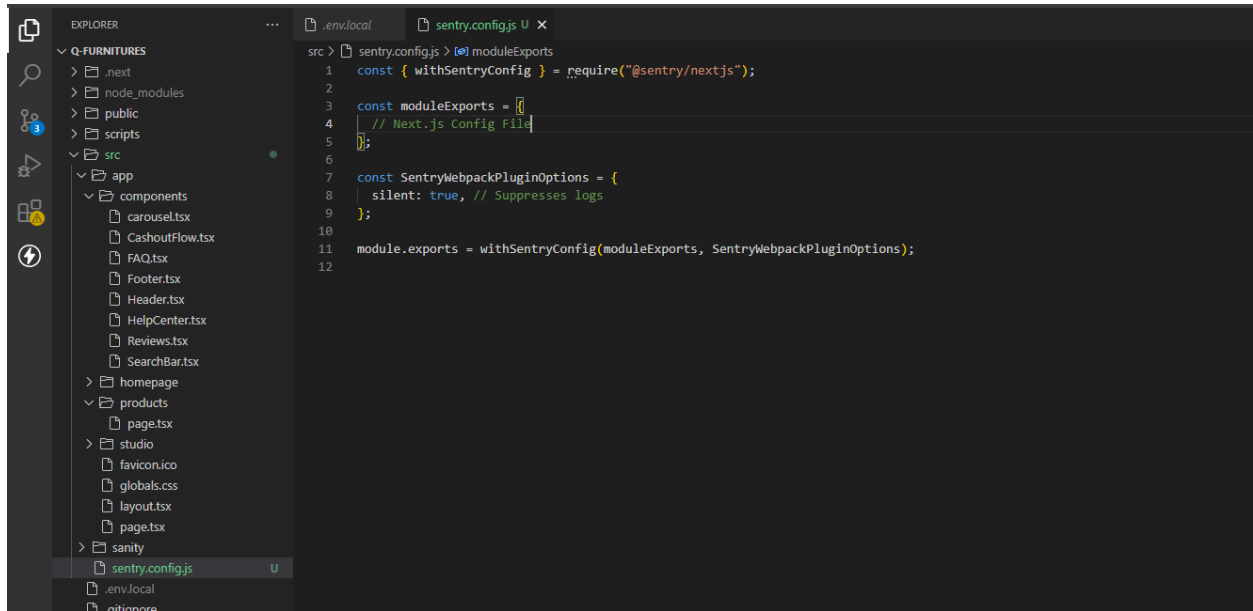 EXPLORER
Q-FURNITURES
.next
node_modules
public
scripts
src
app
components
carousel.tsx
CashoutFlow.tsx
FAQ.tsx
Footer.tsx
Header.tsx
HelpCenter.tsx
Reviews.tsx
SearchBar.tsx
homepage
products
page.tsx
studio
favicon.ico
globals.css
layout.tsx
page.tsx
sanity
sentry.config.js U
.env.local
.gitignore
3
.env.local sentry.config.js U
src > sentry.config.js > moduleExports
1 const { withSentryConfig } = require("@sentry/nextjs");
2
3 const moduleExports = {
4 // Next.js Config File
5 };
6
7 const SentryWebpackPluginOptions = {
8 silent: true, // Suppresses logs
9 };
10
11 module.exports = withSentryConfig(moduleExports, SentryWebpackPluginOptions);
12